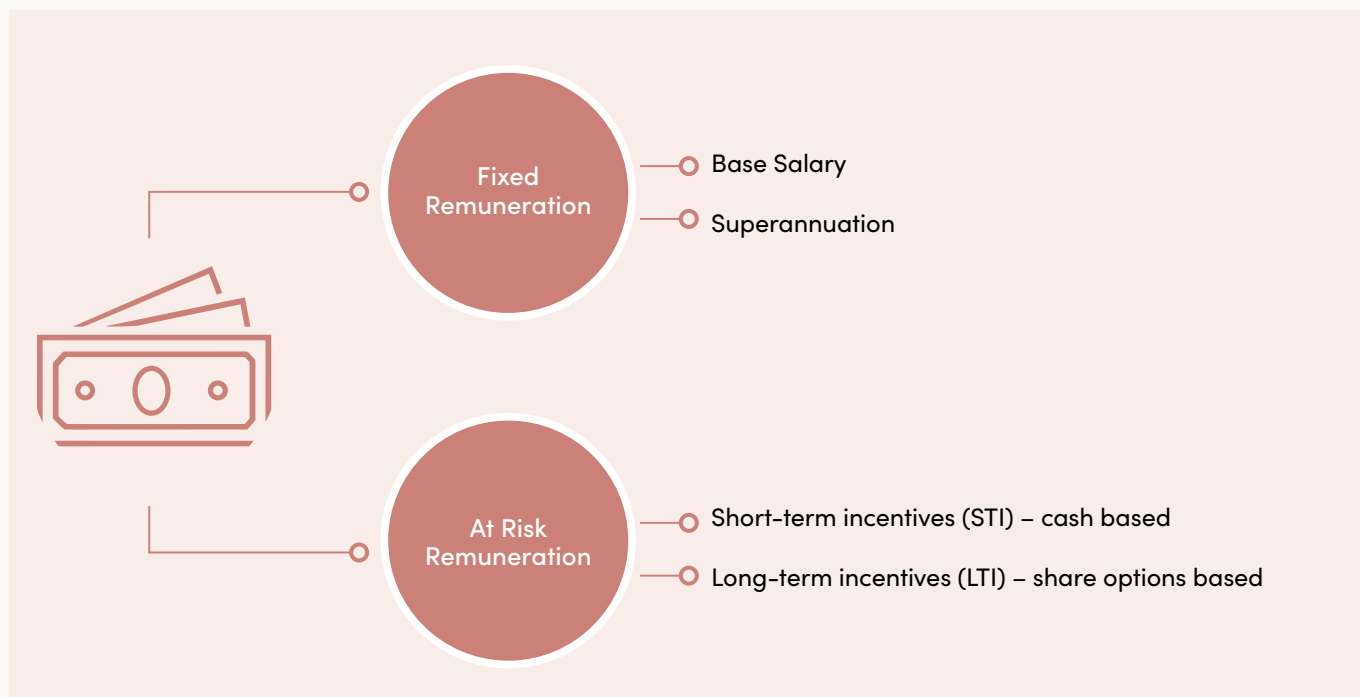 Fixed
Remuneration
Base Salary
Superannuation
At Risk
Remuneration
Short-term incentives (STI) – cash based
Long-term incentives (LTI) – share options based